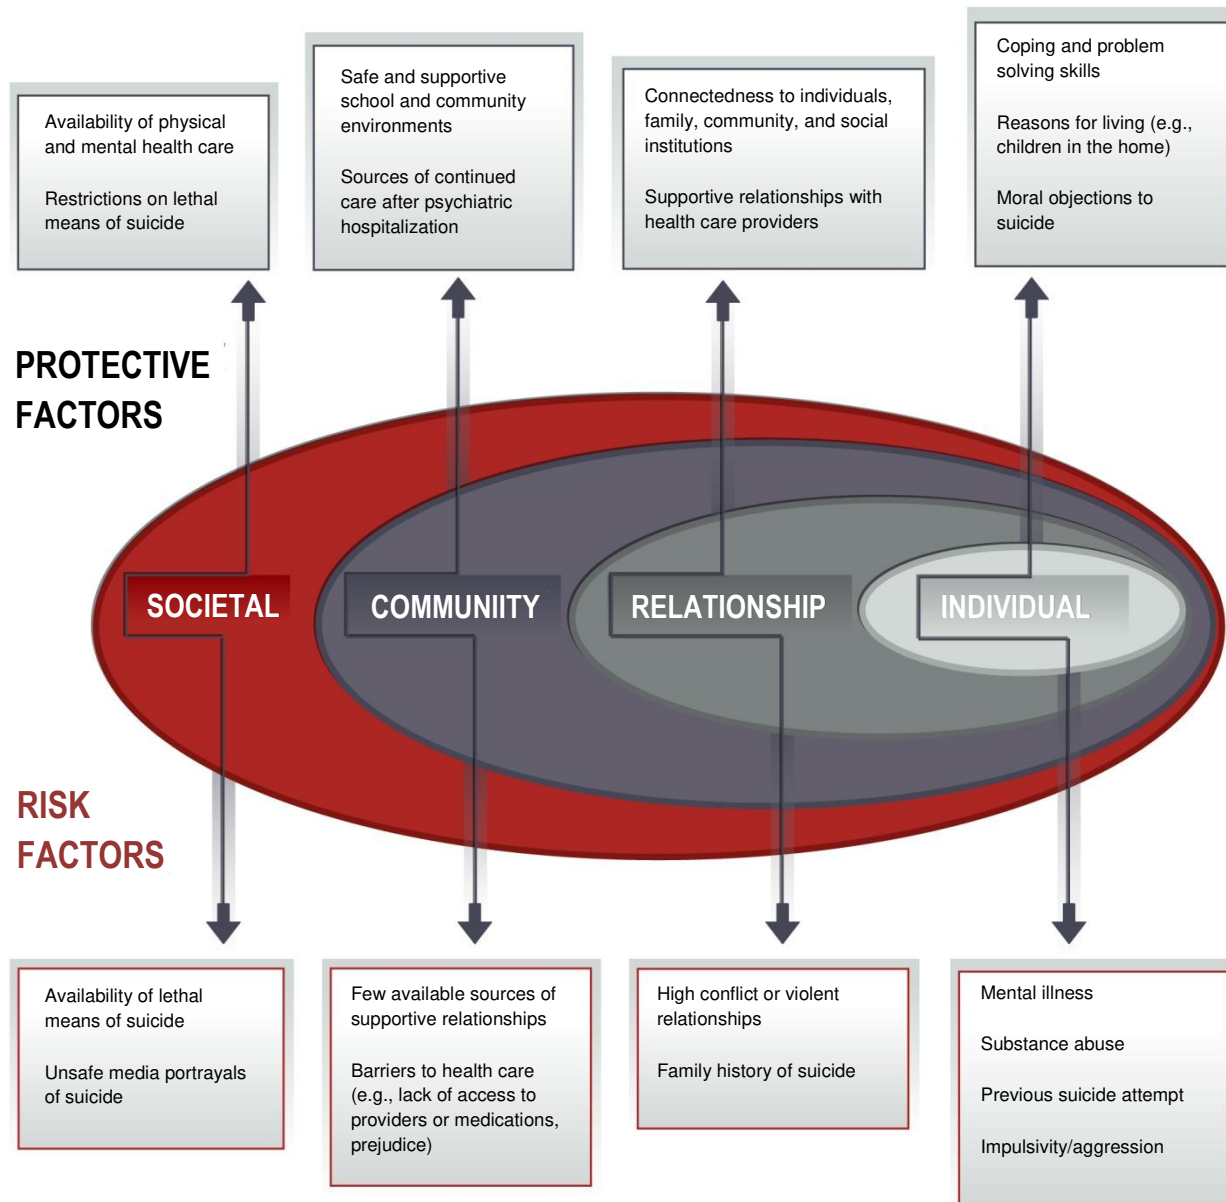 Availability of physical
and mental health care
Restrictions on lethal
means of suicide
Safe and supportive
school and community
environments
Sources of continued
care after psychiatric
hospitalization
Connectedness to individuals,
family, community, and social
institutions
Supportive relationships with
health care providers
Coping and problem
solving skills
Reasons for living (e.g.,
children in the home)
Moral objections to
suicide
PROTECTIVE
FACTORS
SOCIETAL
COMMUNIITY
RELATIONSHIP
INDIVIDUAL
RISK
FACTORS
Availability of lethal
means of suicide
Unsafe media portrayals
of suicide
Few available sources of
supportive relationships
Barriers to health care
(e.g., lack of access to
providers or medications,
prejudice)
High conflict or violent
relationships
Family history of suicide
Mental illness
Substance abuse
Previous suicide attempt
Impulsivity/aggression